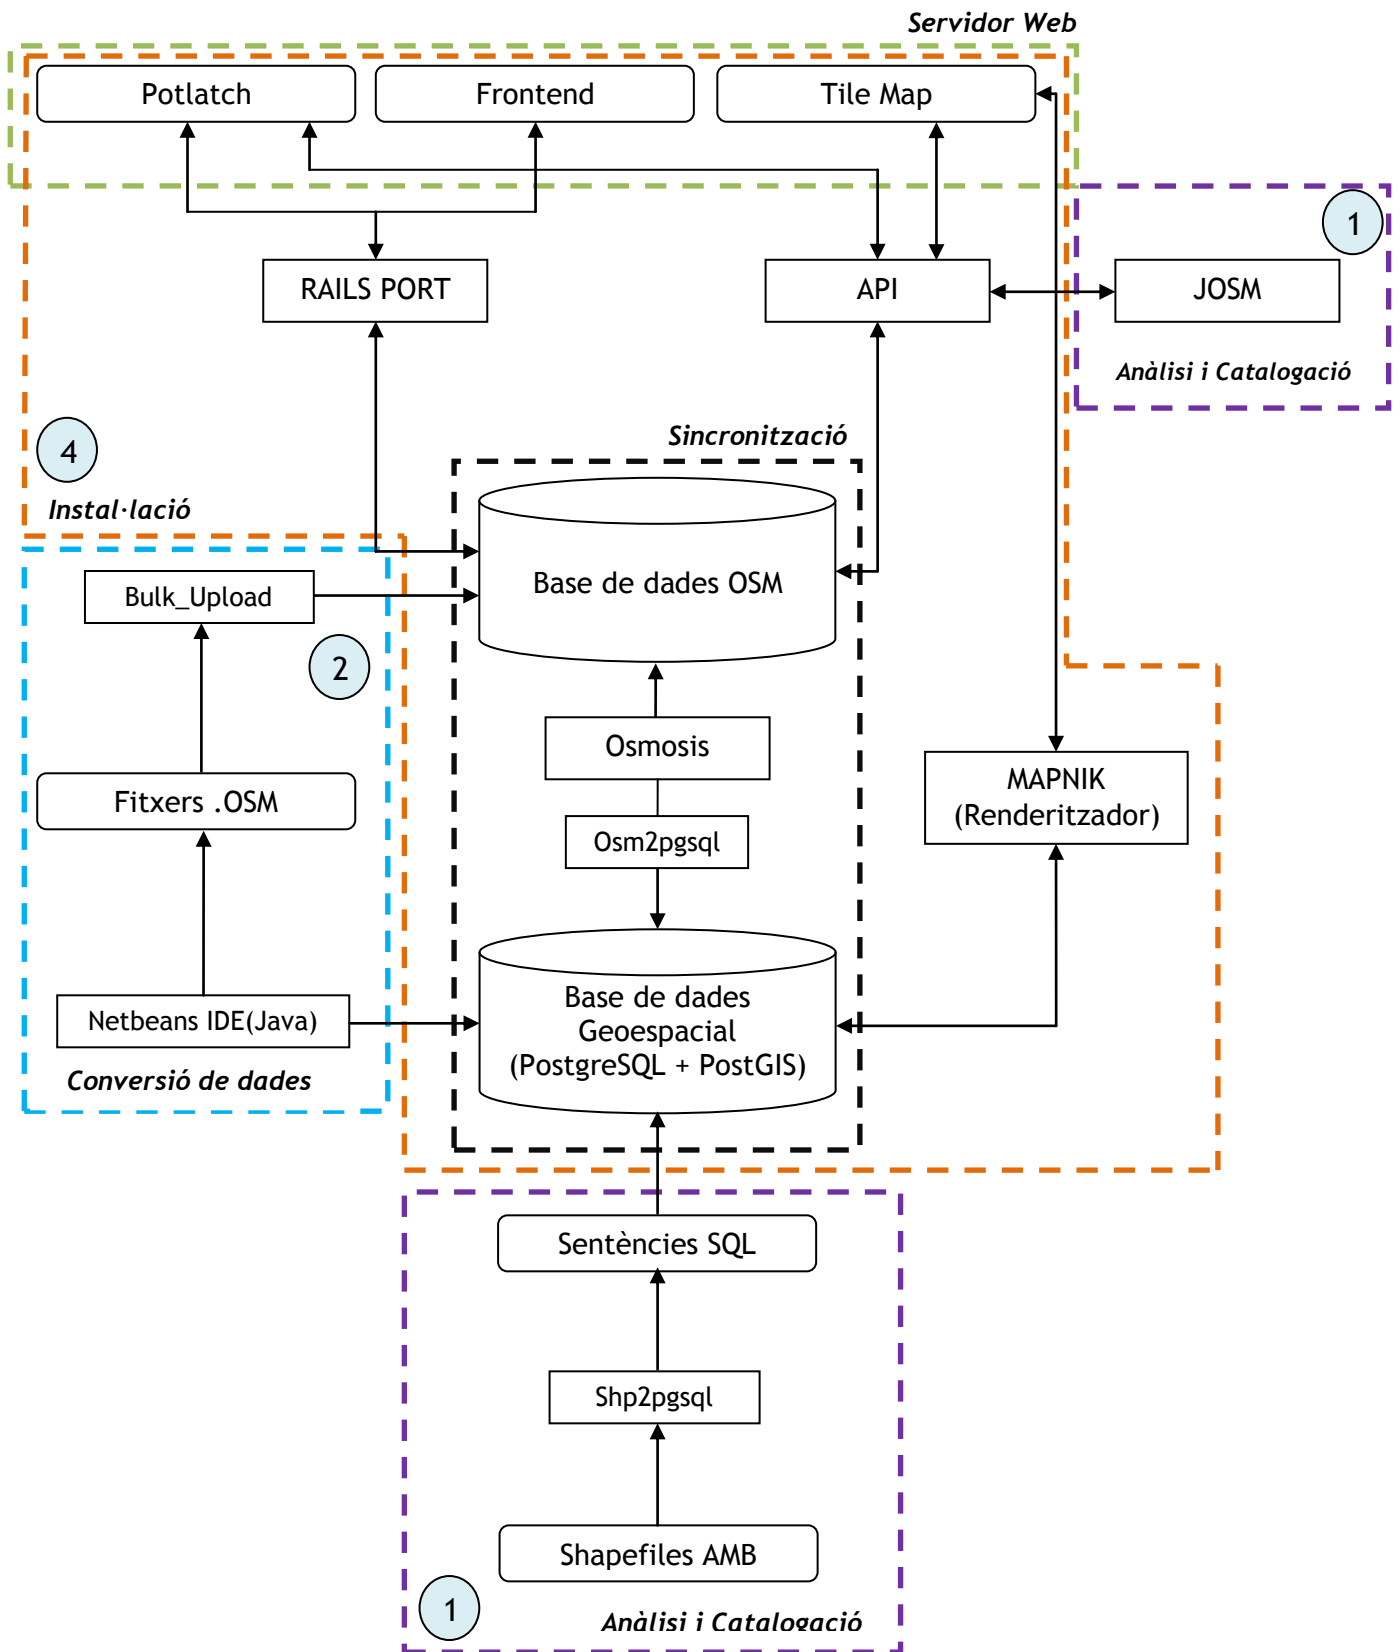 Servidor Web
Potlatch
Frontend
Tile Map
1
RAILS PORT
API
JOSM
Anàlisi i Catalogació
4
Sincronització
Instal·lació
Base de dades OSM
Bulk_Upload
2
Osmosis
Fitxers .OSM
MAPNIK
(Renderitzador)
Osm2pgsql
Base de dades
Geoespacial
(PostgreSQL + PostGIS)
Netbeans IDE(Java)
Conversió de dades
Sentències SQL
Shp2pgsql
Shapefiles AMB
1
Anàlisi i Catalogació